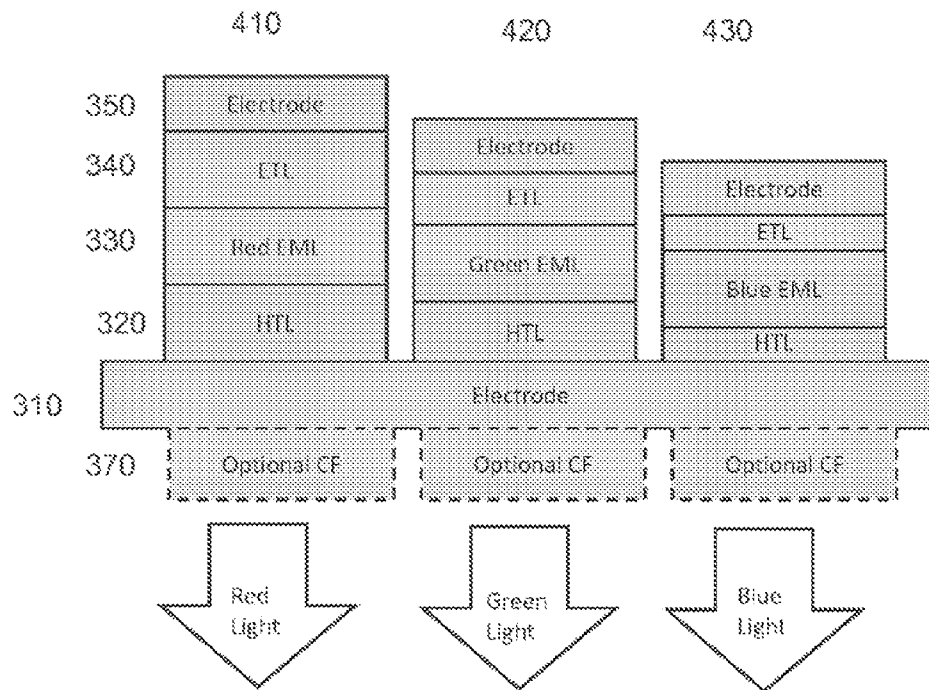 410 420 430
350 Electrode
Electrode
340 ETL
ETL Electrode
330 Red EML
Green EML
ETL
Blue EML
320 HTL
HTL
HTL
310 Electrode
370 Optional CF Optional CF Optional CF
Red Light
Green Light
Blue Light